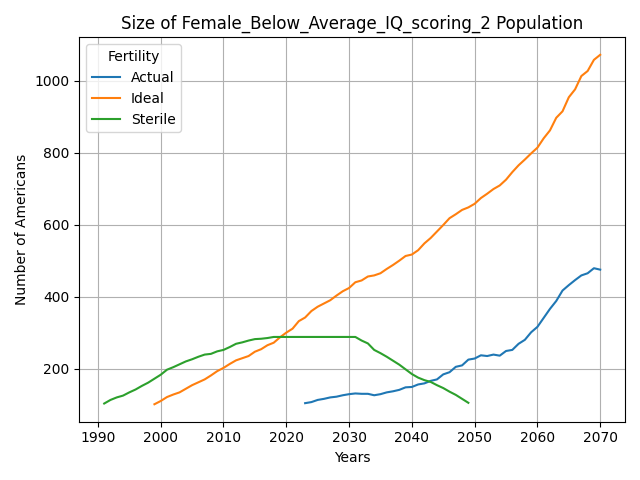 Size of Female_Below_Average_IQ_scoring_2 Population
Number of Americans
1000
800
600
400
200
Fertility
Actual
Ideal
Sterile
1990 2000 2010 2020 2030 2040 2050 2060 2070
Years